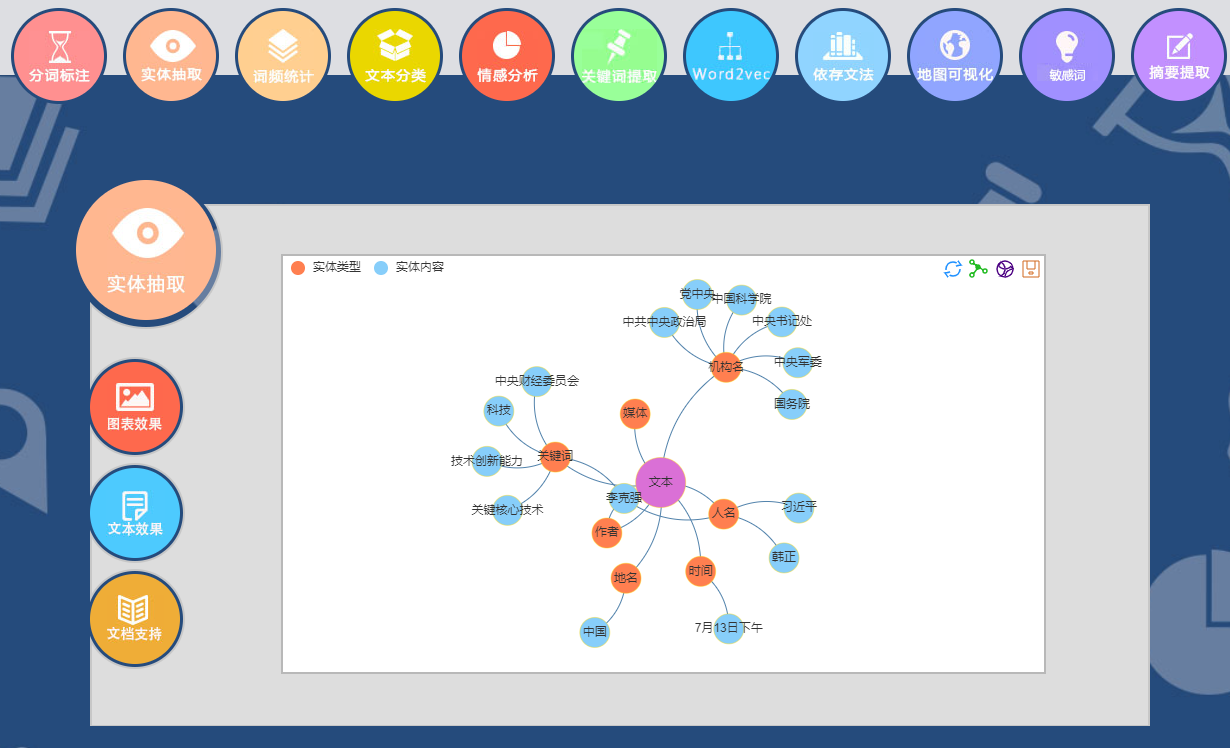 分词标注
实体抽取
词频统计
文本分类
情感分析
关键词提取
Word2vec
依存文法
地图可视化
敏感词
摘要提取
实体抽取
图表效果
文本效果
文档支持
实体类型
实体内容
党中央
中国科学院
中共中央政治局
中央书记处
中央军委
机构名
国务院
中央财经委员会
科技
媒体
关键词
技术创新能力
文本
李克强
关键核心技术
习近平
人名
作者
韩正
时间
地名
7月13日下午
中国